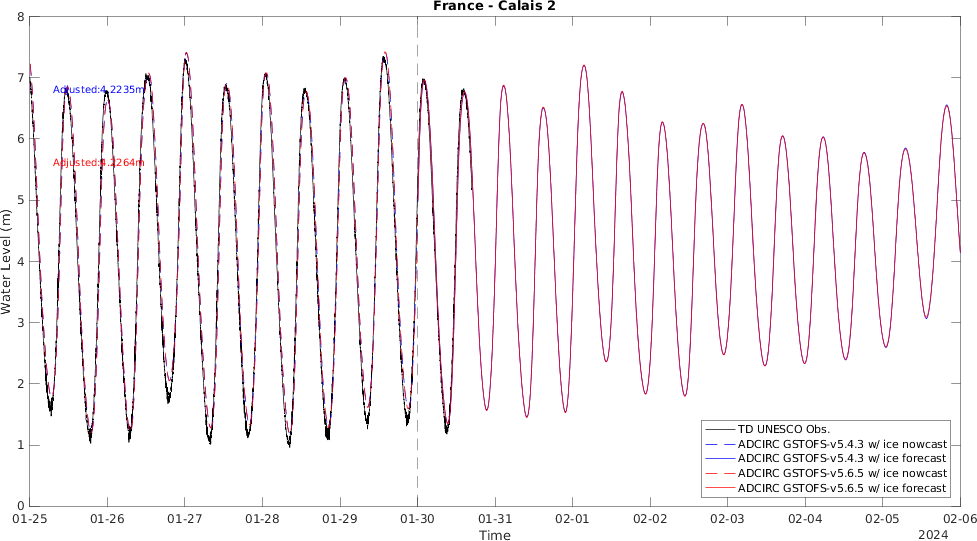 France - Calais 2
8
7
6
5
4
3
2
1
0
Water Level (m)
Adjusted:4.2235m
Adjusted:4.2264m
TD UNESCO Obs.
ADCIRC GSTOFS-v5.4.3 w/ ice nowcast
ADCIRC GSTOFS-v5.4.3 w/ ice forecast
ADCIRC GSTOFS-v5.6.5 w/ ice nowcast
ADCIRC GSTOFS-v5.6.5 w/ ice forecast
01-25 01-26 01-27 01-28 01-29 01-30 01-31 02-01 02-02 02-03 02-04 02-05 02-06
Time
2024